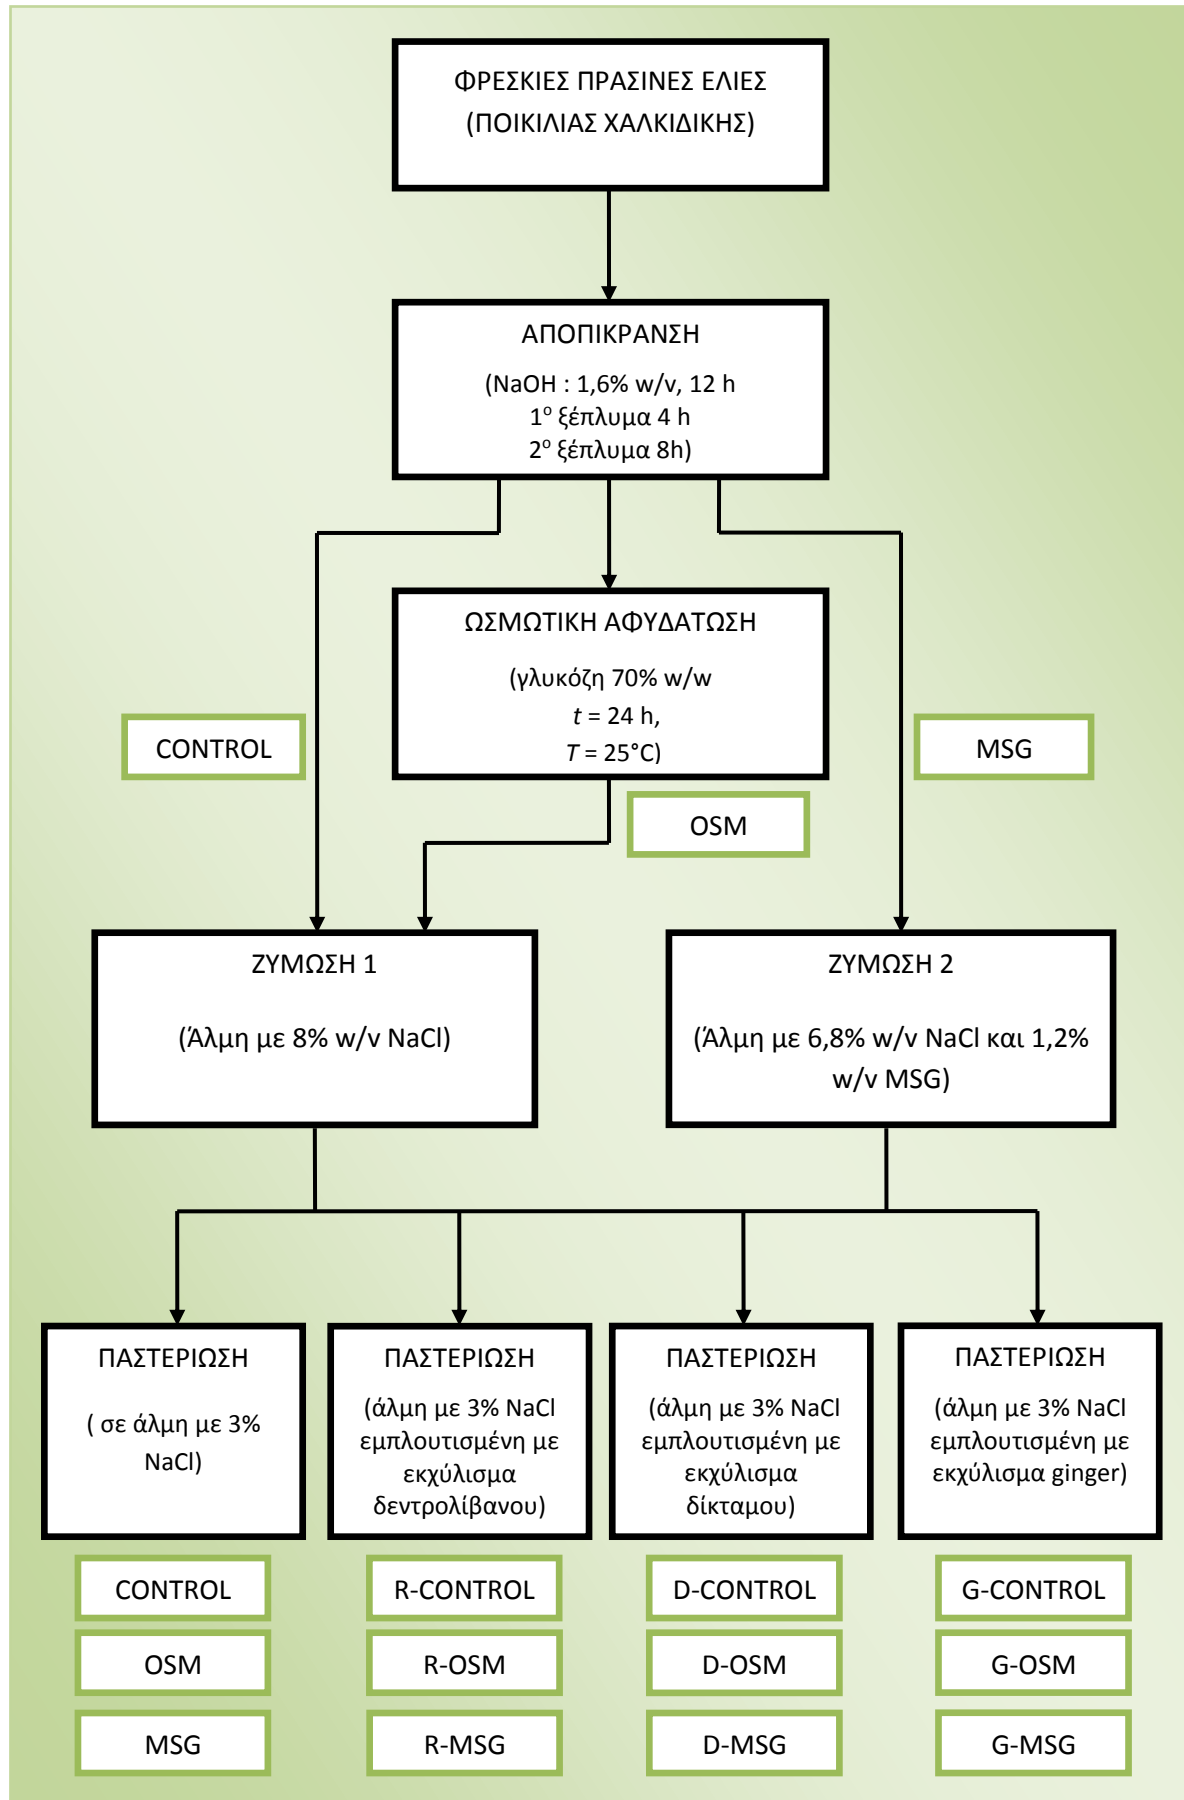 ΦΡΕΣΚΙΕΣ ΠΡΑΣΙΝΕΣ ΕΛΙΕΣ
(ΠΟΙΚΙΛΙΑΣ ΧΑΛΚΙΔΙΚΗΣ)
ΑΠΟΠΙΚΡΑΝΣΗ
(NaOH : 1,6% w/v, 12 h
1ο ξέπλυμα 4 h
2ο ξέπλυμα 8h)
ΩΣΜΩΤΙΚΗ ΑΦΥΔΑΤΩΣΗ
(γλυκόζη 70% w/w
t = 24 h,
T = 25°C)
CONTROL
MSG
OSM
ΖΥΜΩΣΗ 1
(Άλμη με 8% w/v NaCl)
ΖΥΜΩΣΗ 2
(Άλμη με 6,8% w/v NaCl και 1,2%
w/v MSG)
ΠΑΣΤΕΡΙΩΣΗ
( σε άλμη με 3%
NaCl)
ΠΑΣΤΕΡΙΩΣΗ
(άλμη με 3% NaCl
εμπλουτισμένη με
εκχύλισμα
δεντρολίβανου)
ΠΑΣΤΕΡΙΩΣΗ
(άλμη με 3% NaCl
εμπλουτισμένη με
εκχύλισμα
δίκταμου)
ΠΑΣΤΕΡΙΩΣΗ
(άλμη με 3% NaCl
εμπλουτισμένη με
εκχύλισμα ginger)
CONTROL
R-CONTROL
D-CONTROL
G-CONTROL
OSM
R-OSM
D-OSM
G-OSM
MSG
R-MSG
D-MSG
G-MSG